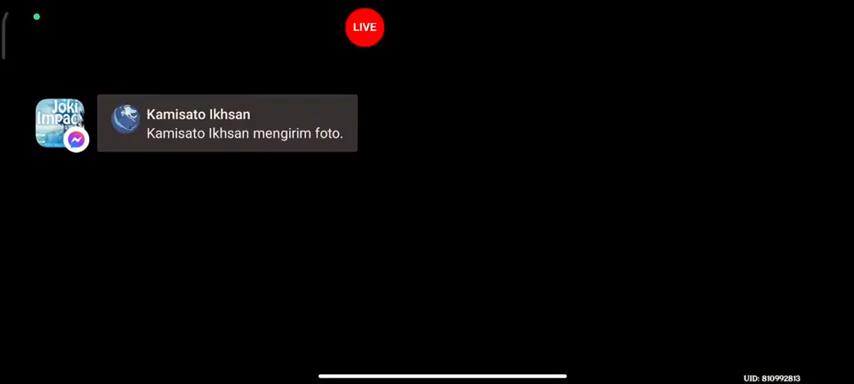 LIVE
Joki
Impac
Kamisato Ikhsan
Kamisato Ikhsan mengirim foto.
UID: 810992813